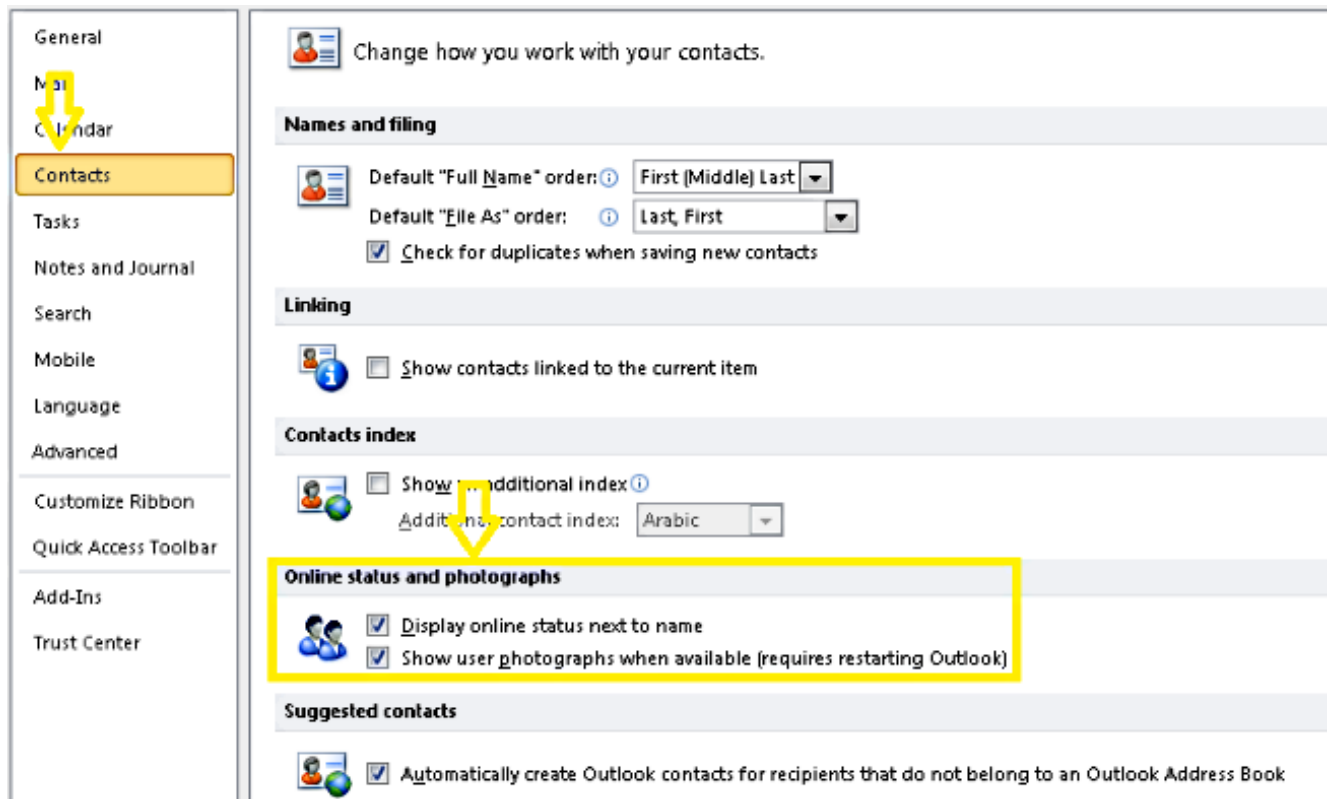 General
Mail
Calendar
Contacts
Tasks
Notes and Journal
Search
Mobile
Language
Advanced
Customize Ribbon
Quick Access Toolbar
Add-Ins
Trust Center
Change how you work with your contacts.
Names and filing
Default "Full Name" order: First (Middle) Last
Default "File As" order: Last, First
Check for duplicates when saving new contacts
Linking
Show contacts linked to the current item
Contacts index
Show an additional index
Additional contact index: Arabic
Online status and photographs
Display online status next to name
Show user photographs when available (requires restarting Outlook)
Suggested contacts
Automatically create Outlook contacts for recipients that do not belong to an Outlook Address Book